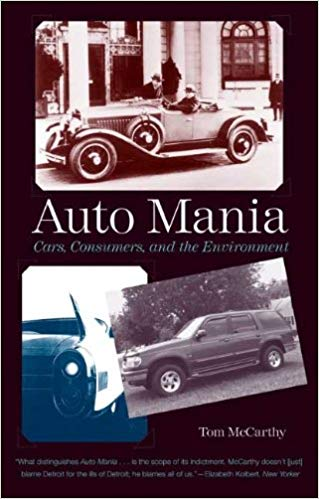 Auto Mania
Cars, Consumers, and the Environment
Tom McCarthy
"What distinguishes Auto Mania . . . is the scope of its indictment. McCarthy doesn't [just]
blame Detroit for the ills of Detroit; he blames all of us."—Elizabeth Kolbert, New Yorker